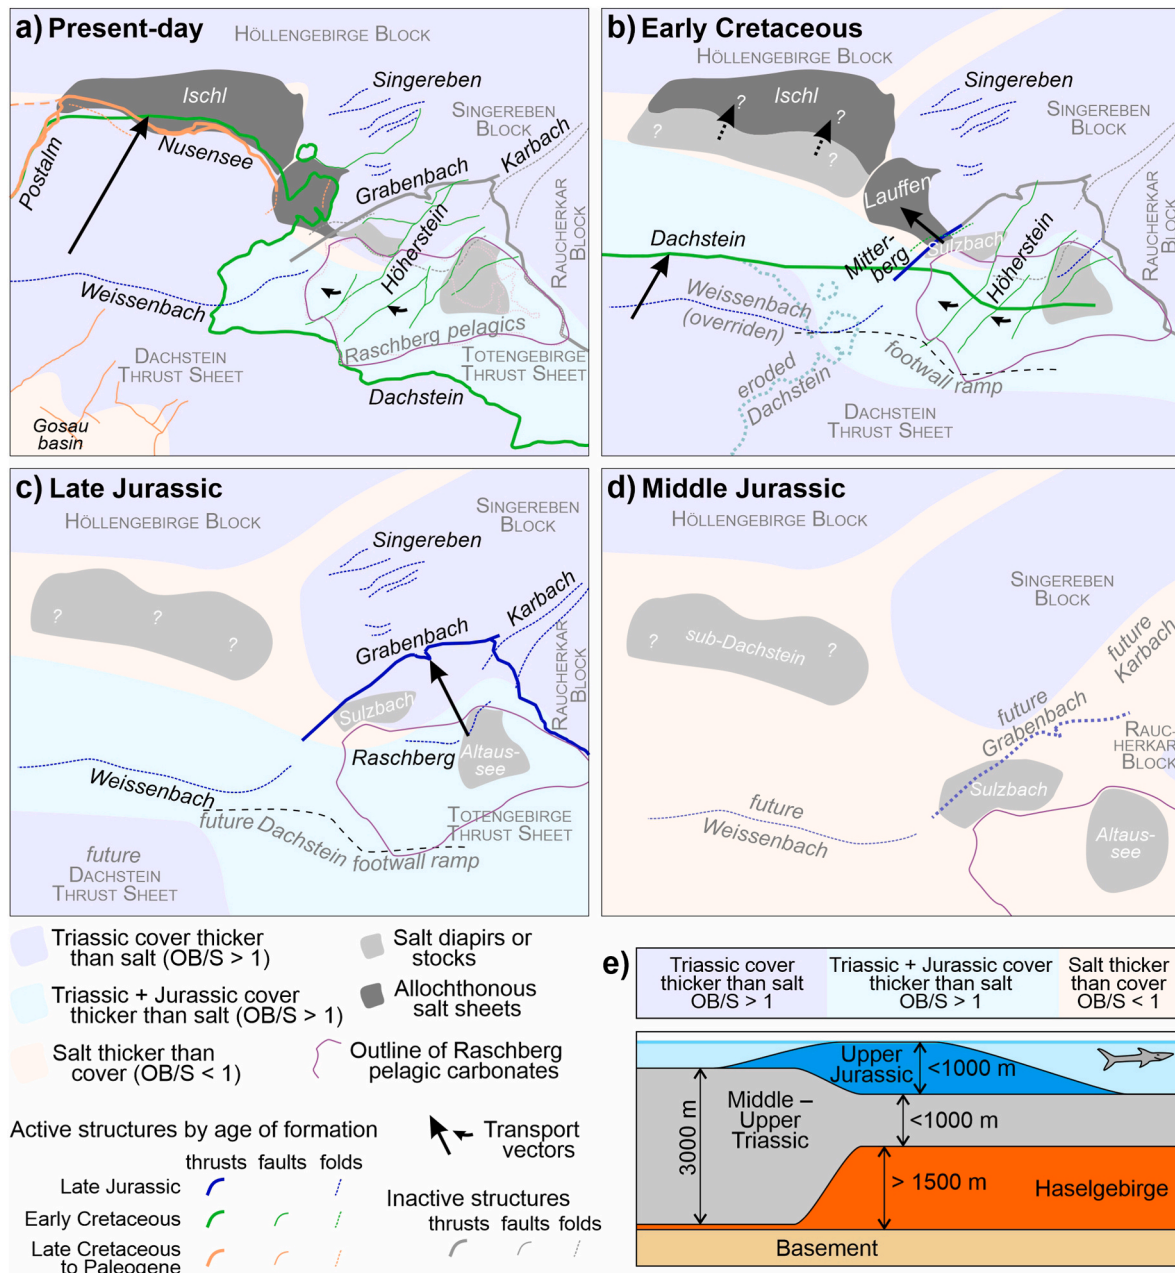 a) Present-day
HÖLLENGEBIRGE BLOCK
Ischl
Singereben
SINGEREBEN
BLOCK
Postalm
Nusensee
Grabenbach
Karbach
RAUCHERKAR
BLOCK
Höherstein
Weissenbach
Raschberg pelagics
DACHSTEIN
THRUST SHEET
TOTENGEBIRGE
THRUST SHEET
Dachstein
Gosau
basin
b) Early Cretaceous
HÖLLENGEBIRGE BLOCK
Ischl
Singereben
?
?
?
?
SINGEREBEN
BLOCK
Lauffen
Dachstein
Mitter-
berg
Sulzbach
Höherstein
RAUCHERKAR
BLOCK
Weissenbach
(overriden)
footwall ramp
eroded
Dachstein
DACHSTEIN
THRUST SHEET
c) Late Jurassic
HÖLLENGEBIRGE BLOCK
SINGEREBEN
BLOCK
Singereben
?
?
?
Grabenbach
Karbach
RAUCHERKAR
BLOCK
Sulzbach
Raschberg
Altaus-
see
Weissenbach
future Dachstein
footwall ramp
TOTENGEBIRGE
THRUST SHEET
future
DACHSTEIN
THRUST SHEET
d) Middle Jurassic
HÖLLENGEBIRGE BLOCK
SINGEREBEN
BLOCK
?
sub-Dachstein
?
future
Karbach
future
Grabenbach
RAUC-
HERKAR
BLOCK
Sulzbach
future
Weissenbach
Altaus-
see
Triassic cover thicker
than salt (OB/S > 1)
Triassic + Jurassic cover
thicker than salt (OB/S > 1)
Salt thicker than
cover (OB/S < 1)
Salt diapirs or
stocks
Allochthonous
salt sheets
Outline of Raschberg
pelagic carbonates
Active structures by age of formation
thrusts faults folds
Late Jurassic
Early Cretaceous
Late Cretaceous
to Paleogene
Transport
vectors
Inactive structures
thrusts faults folds
e)
Triassic cover
thicker than salt
OB/S > 1
Triassic + Jurassic cover
thicker than salt
OB/S > 1
Salt thicker
than cover
OB/S < 1
Upper
Jurassic
<1000 m
3000 m
Middle –
Upper
Triassic
<1000 m
> 1500 m
Haselgebirge
Basement